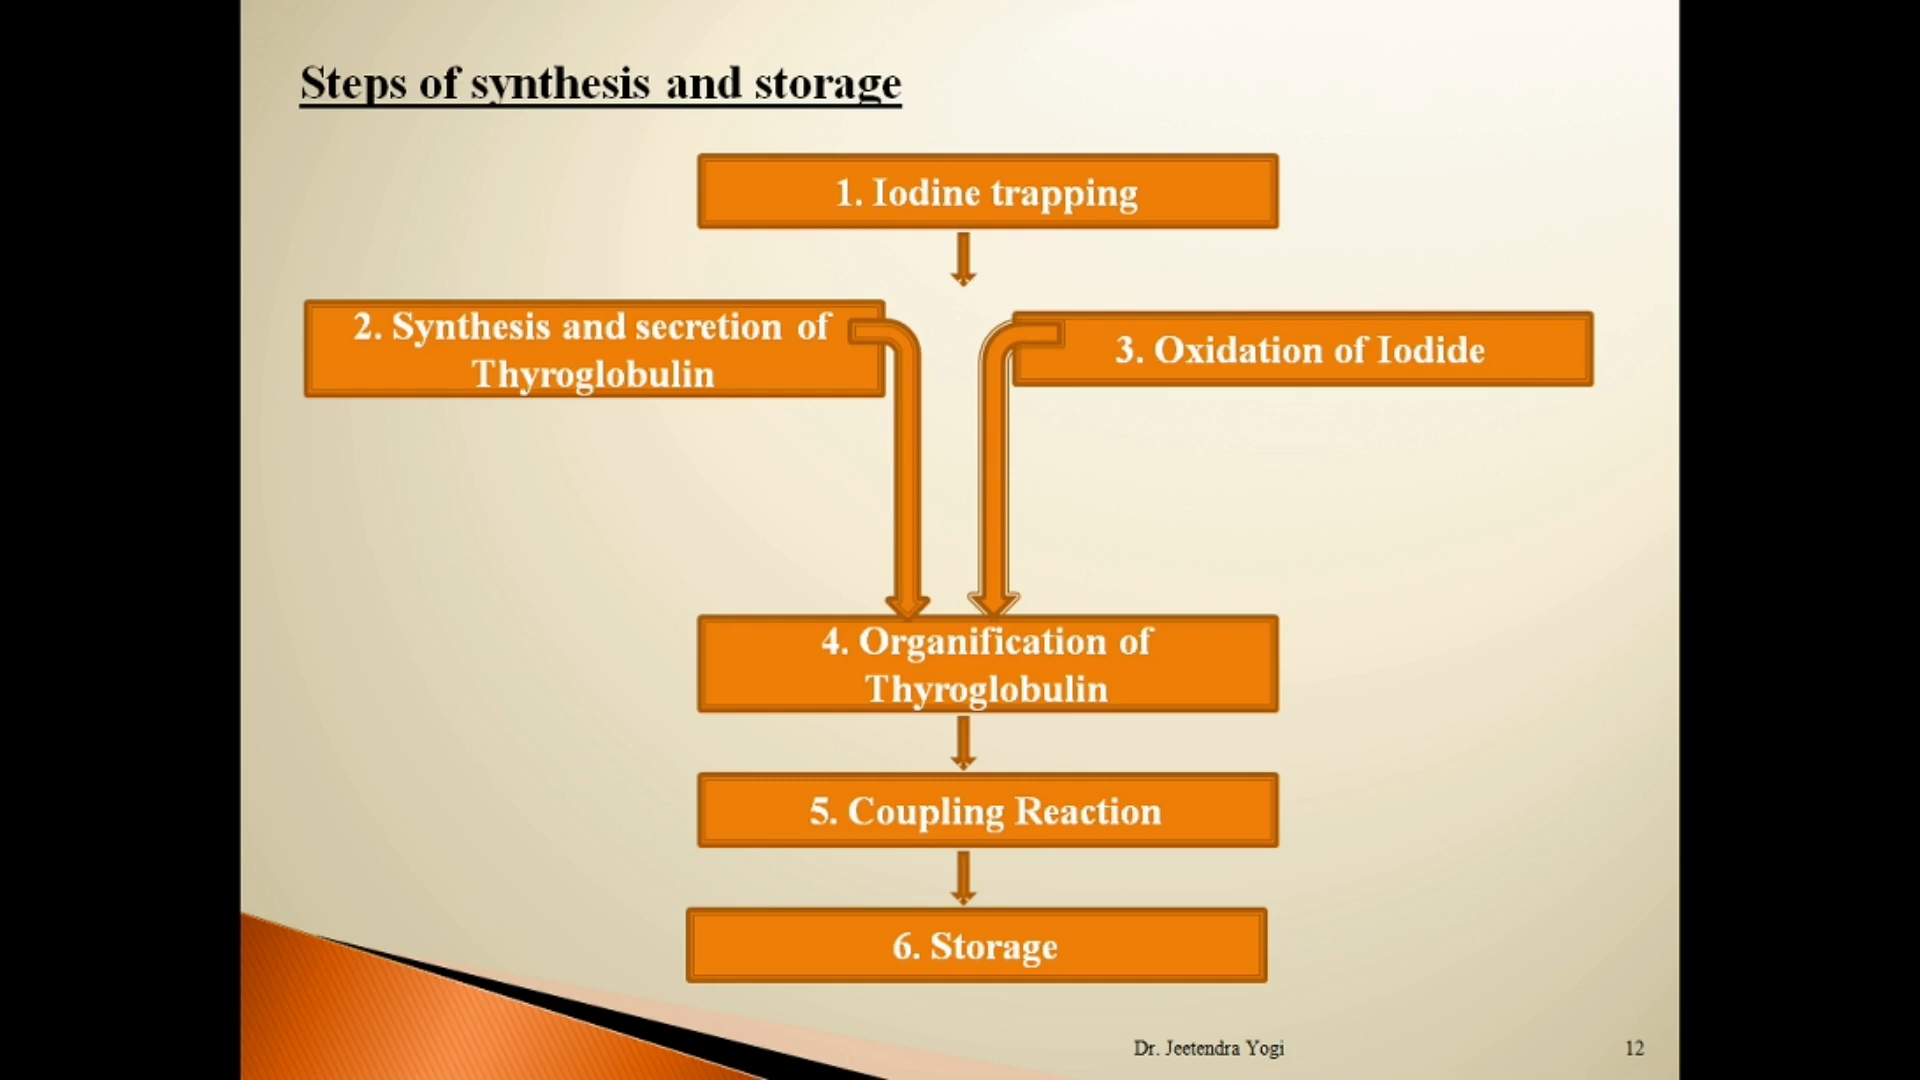 Steps of synthesis and storage
1. Iodine trapping
2. Synthesis and secretion of
Thyroglobulin
3. Oxidation of Iodide
4. Organification of
Thyroglobulin
5. Coupling Reaction
6. Storage
Dr. Jeetendra Yogi
12